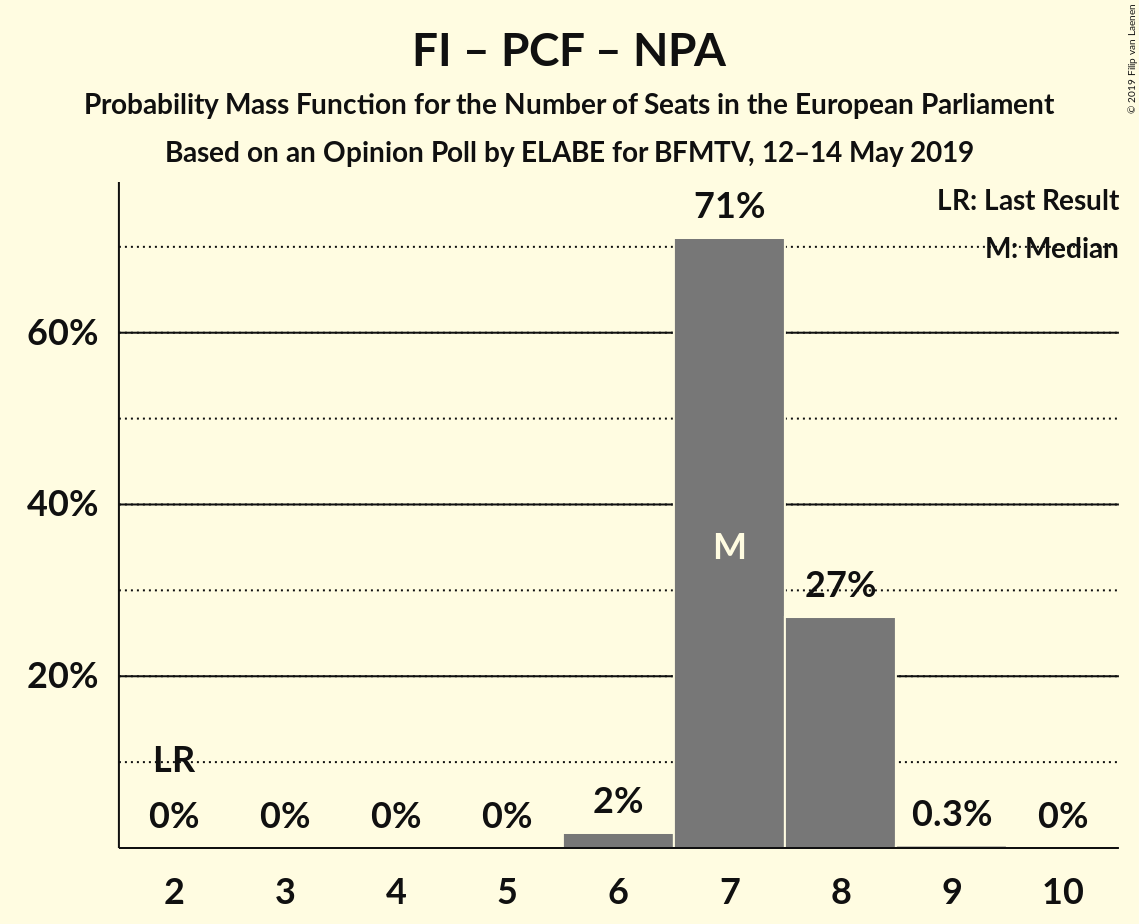 FI – PCF – NPA
Probability Mass Function for the Number of Seats in the European Parliament
Based on an Opinion Poll by ELABE for BFMTV, 12–14 May 2019
© 2019 Filip van Laenen
LR: Last Result
M: Median
71%
60%
40%
M
27%
20%
LR
0%
0%
0%
0%
2%
0.3%
0%
2
3
4
5
6
7
8
9
10